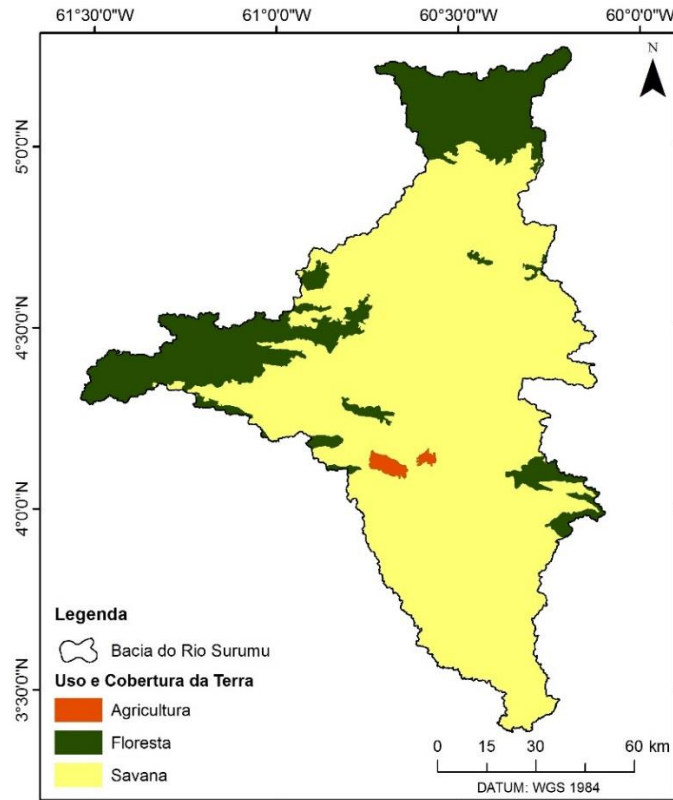 61°30'0"W 61°0'0"W 60°30'0"W 60°0'0"W
N
5°0'0"N
4°30'0"N
4°0'0"N
3°30'0"N
Legenda
Bacia do Rio Surumu
Uso e Cobertura da Terra
Agricultura
Floresta
Savana
0 15 30 60 km
DATUM: WGS 1984